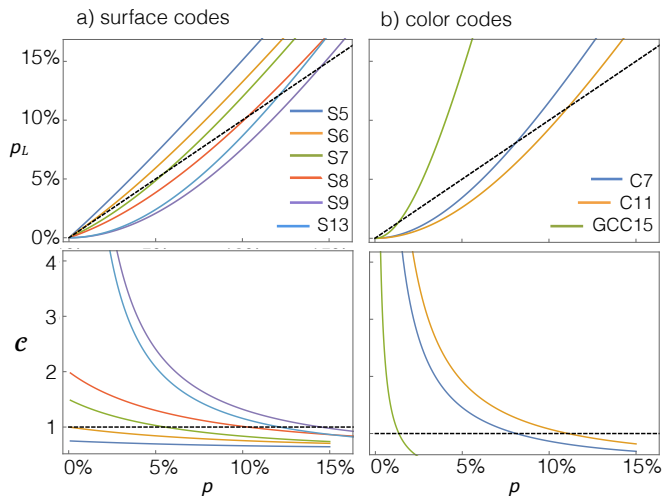 a) surface codes
b) color codes
15%
10%
5%
0%
p_L
S5
S6
S7
S8
S9
S13
C7
C11
GCC15
4
3
2
1
𝓒
0% 5% 10% 15%
p
0% 5% 10% 15%
p